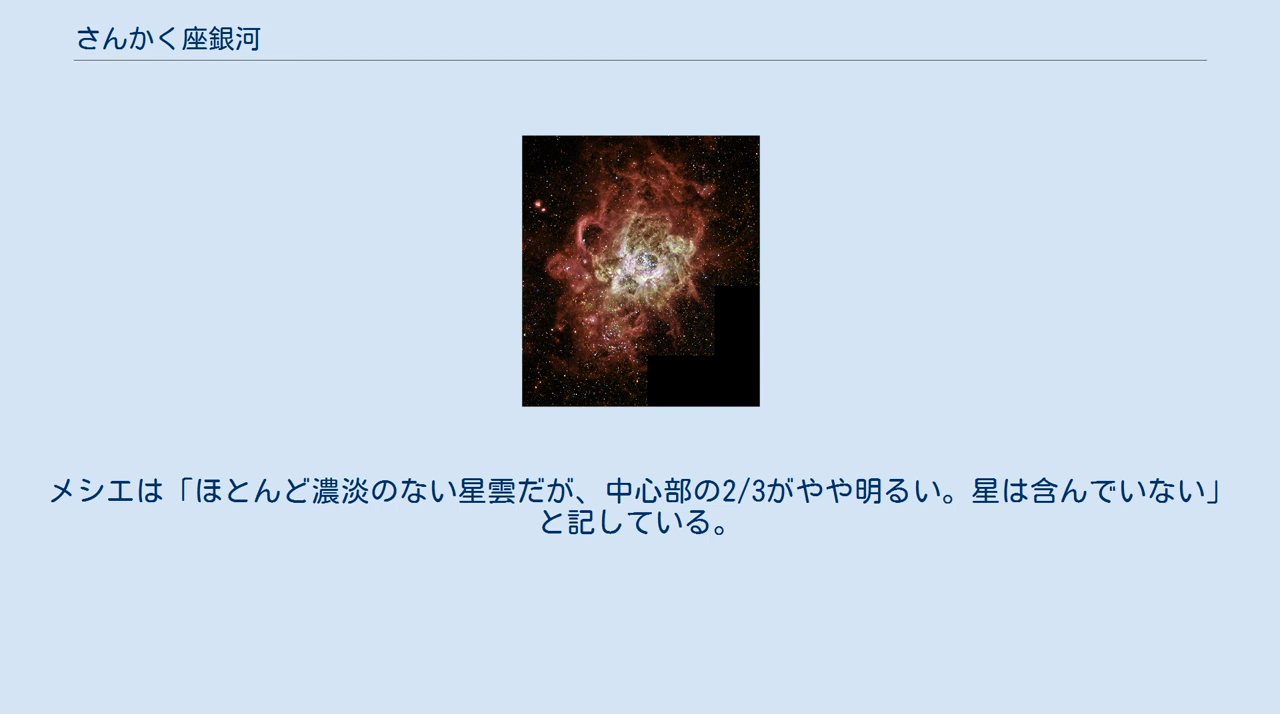 さんかく座銀河
メシエは「ほとんど濃淡のない星雲だが、中心部の2/3がやや明るい。星は含んでいない」
と記している。